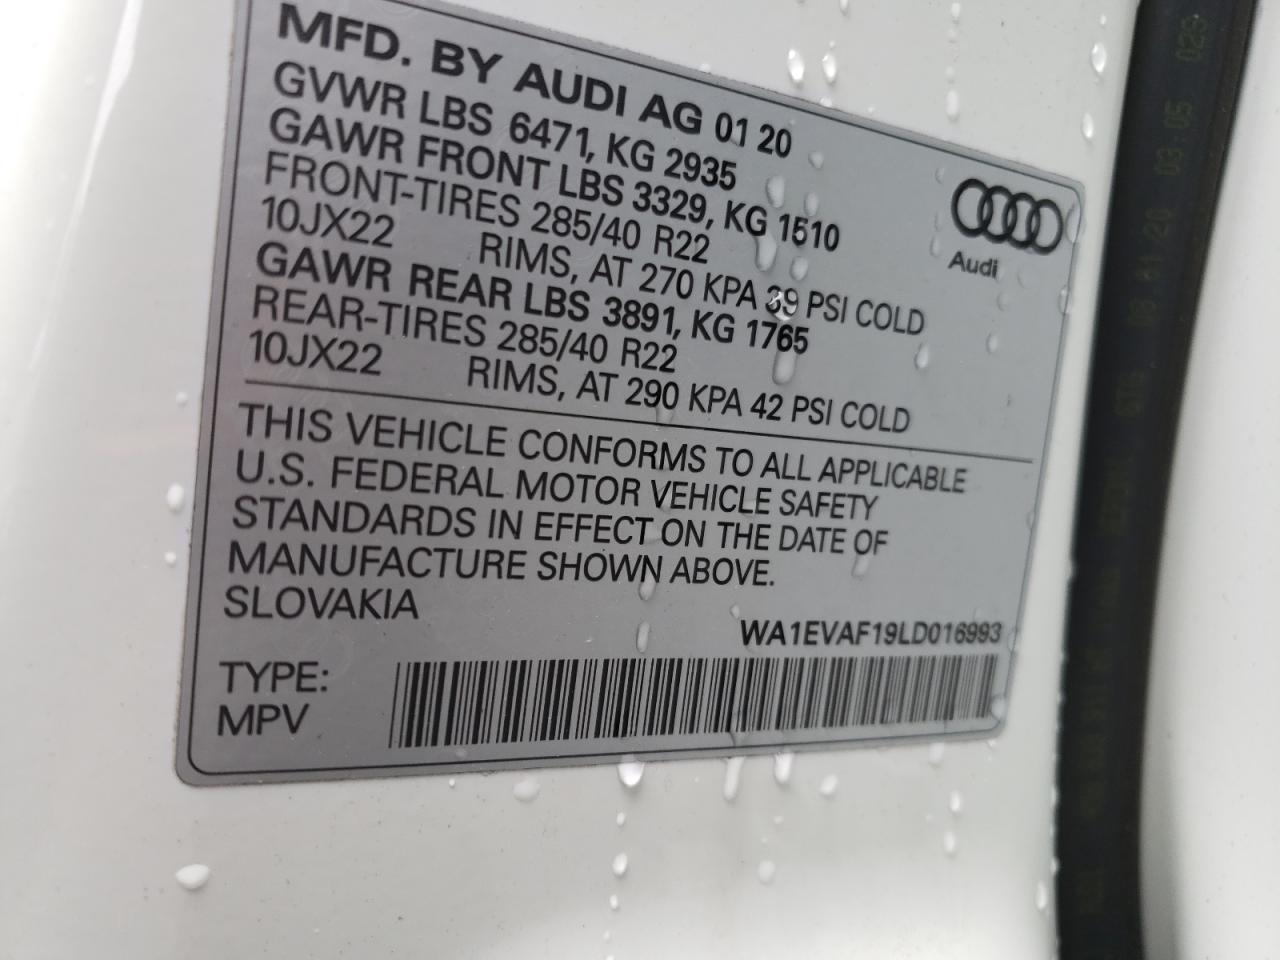 MFD. BY AUDI AG 01 20
GVWR LBS 6471, KG 2935
GAWR FRONT LBS 3329, KG 1510
FRONT-TIRES 285/40 R22
10JX22 RIMS, AT 270 KPA 39 PSI COLD
GAWR REAR LBS 3891, KG 1765
REAR-TIRES 285/40 R22
10JX22 RIMS, AT 290 KPA 42 PSI COLD
Audi
THIS VEHICLE CONFORMS TO ALL APPLICABLE
U.S. FEDERAL MOTOR VEHICLE SAFETY
STANDARDS IN EFFECT ON THE DATE OF
MANUFACTURE SHOWN ABOVE.
SLOVAKIA
WA1EVAF19LD016993
TYPE:
MPV